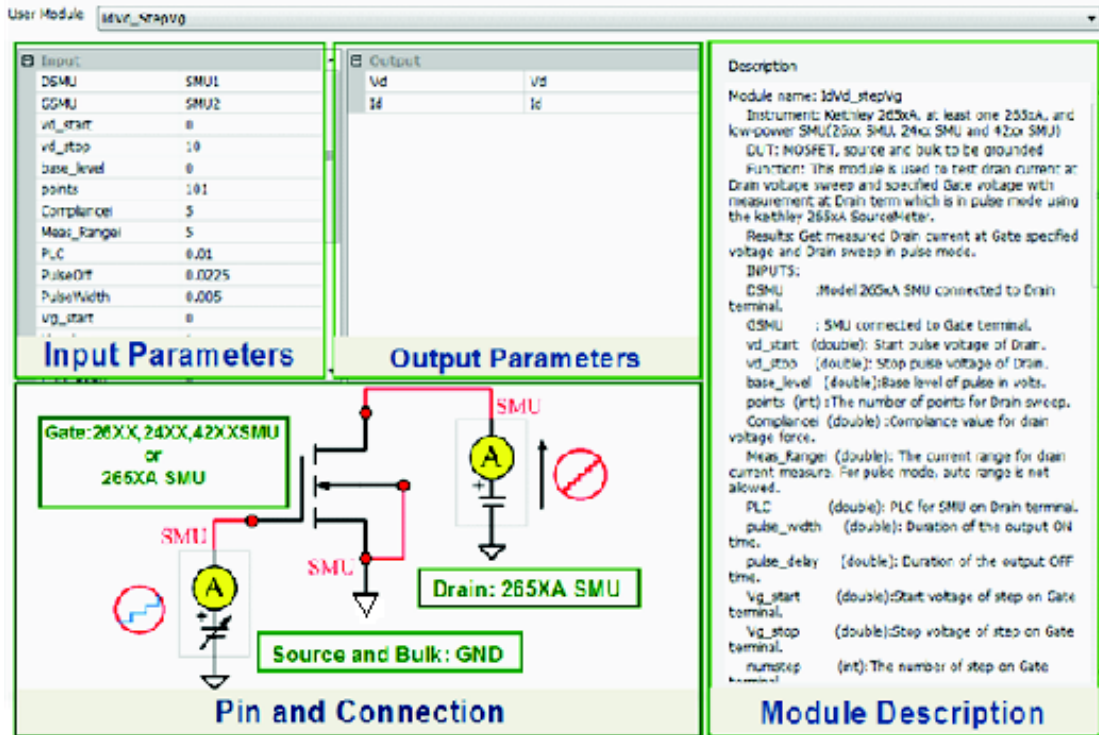 User Module IdVd_StepVg
Input
DSMU SMU1
GSMU SMU2
vd_start 0
vd_stop 10
base_level 0
points 101
CompianceI 5
Meas_RangeI 5
PLC 0.01
PulseOff 0.0225
PulseWidth 0.005
vg_start 0
Input Parameters
Output
Vd Vd
Id Id
Output Parameters
Gate:26XX,24XX,42XXSMU
or
265XA SMU
SMU
A
SMU
SMU
A
Drain: 265XA SMU
Source and Bulk: GND
Pin and Connection
Description
Module name: IdVd_stepVg
Instrument: Keithley 265xA, at least one 265xA, and
low-power SMU(26xx SMU, 24xx SMU and 42xx SMU)
DUT: MOSFET, source and bulk to be grounded
Function: This module is used to test drain current at
Drain voltage sweep and specified Gate voltage with
measurement at Drain term which is in pulse mode using
the keithley 265xA SourceMeter.
Results: Get measured Drain current at Gate specified
voltage and Drain sweep in pulse mode.
INPUTS:
DSMU :Model 265xA SMU connected to Drain
terminal.
GSMU : SMU connected to Gate terminal.
vd_start (double): Start pulse voltage of Drain.
vd_stop (double): Stop pulse voltage of Drain.
base_level (double):Base level of pulse in volts.
points (int) :The number of points for Drain sweep.
CompianceI (double) :Compliance value for drain
voltage force.
Meas_RangeI (double): The current range for drain
current measure. For pulse mode, auto range is not
allowed.
PLC (double): PLC for SMU on Drain terminal.
pulse_width (double): Duration of the output ON
time.
pulse_delay (double): Duration of the output OFF
time.
Vg_start (double):Start voltage of step on Gate
terminal.
Vg_stop (double):Stop voltage of step on Gate
terminal.
numstep (int): The number of step on Gate
terminal.
Module Description